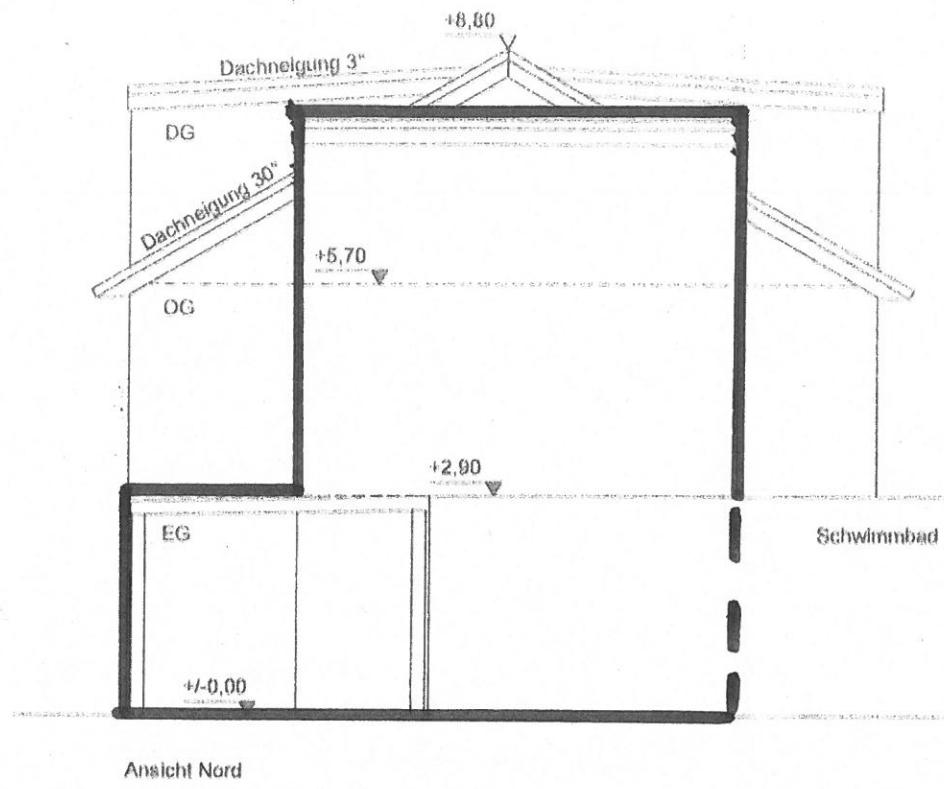 +8,80
Dachneigung 3°
DG
Dachneigung 30°
+5,70
OG
+2,90
EG
Schwimmbad
+/-0,00
Ansicht Nord